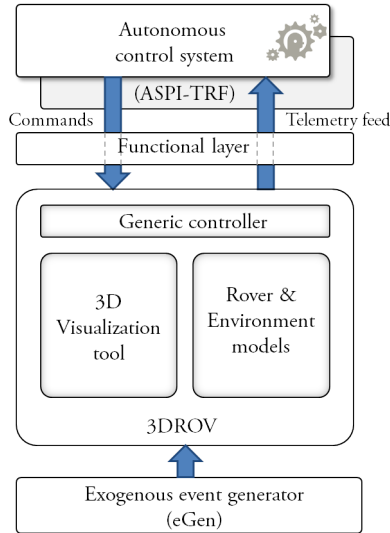 Autonomous
control system
(ASPI-TRF)
Commands
Telemetry feed
Functional layer
Generic controller
3D
Visualization
tool
Rover &
Environment
models
3DROV
Exogenous event generator
(eGen)